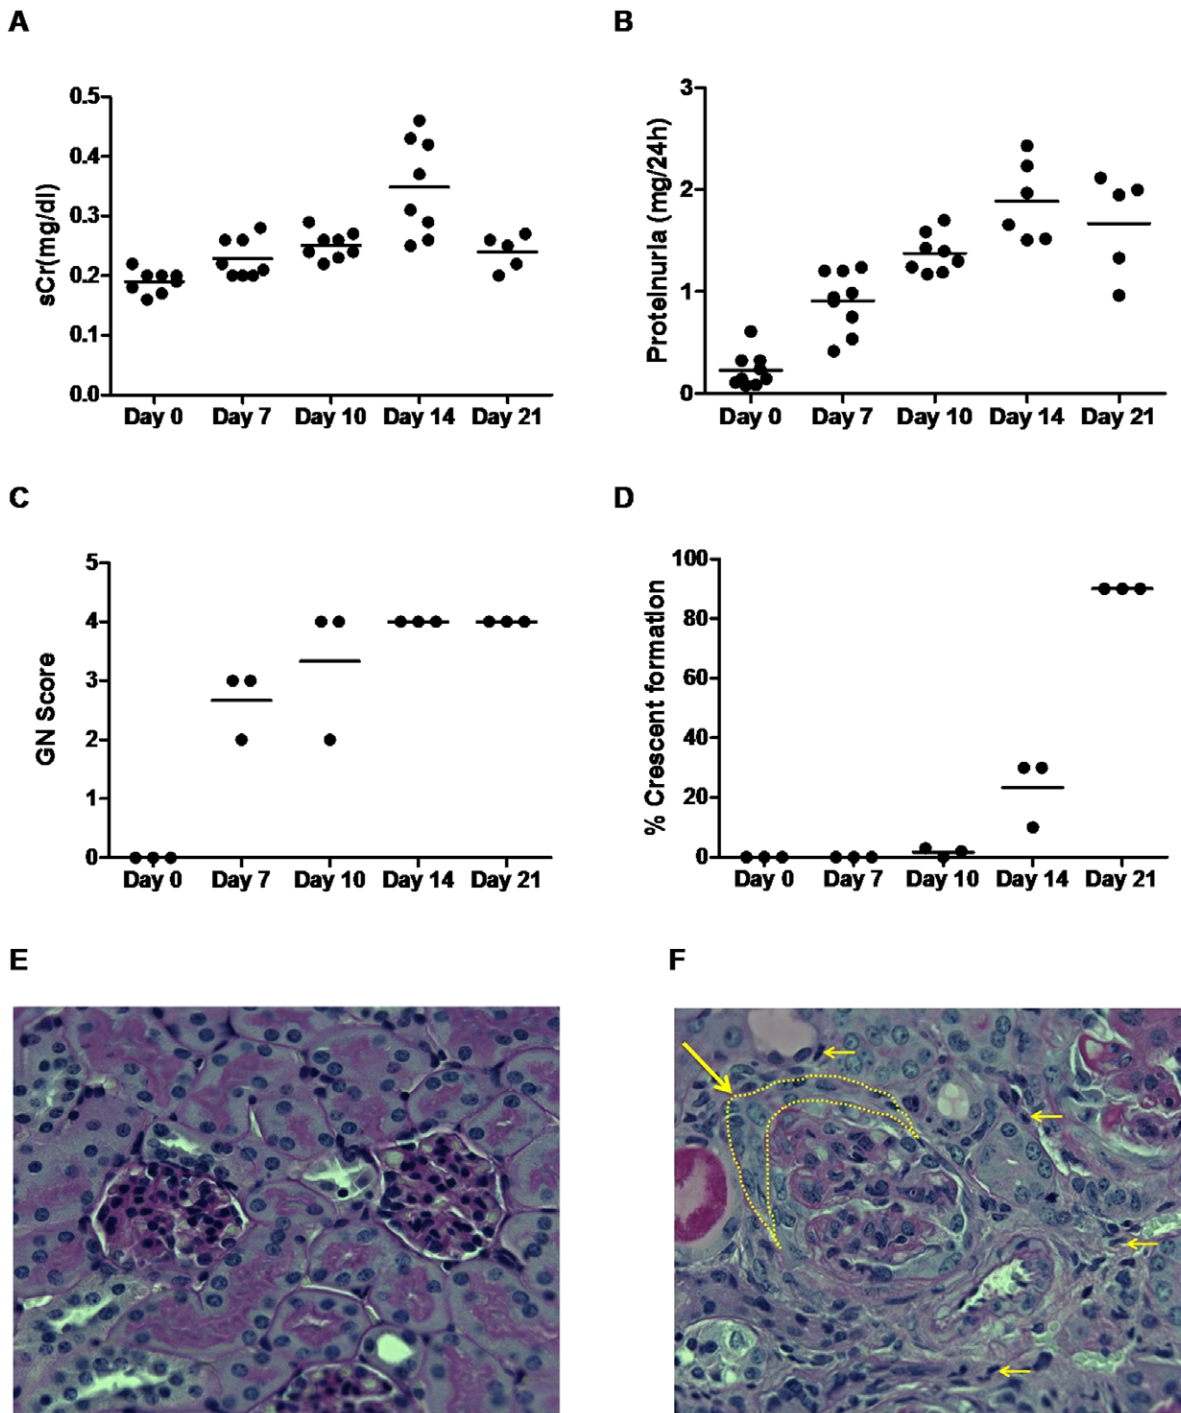 A
B
sCr(mg/dl)
0.5
0.4
0.3
0.2
0.1
0.0
Day 0 Day 7 Day 10 Day 14 Day 21
Proteinuria (mg/24h)
3
2
1
0
Day 0 Day 7 Day 10 Day 14 Day 21
C
D
GN Score
5
4
3
2
1
0
Day 0 Day 7 Day 10 Day 14 Day 21
% Crescent formation
100
80
60
40
20
0
Day 0 Day 7 Day 10 Day 14 Day 21
E
F